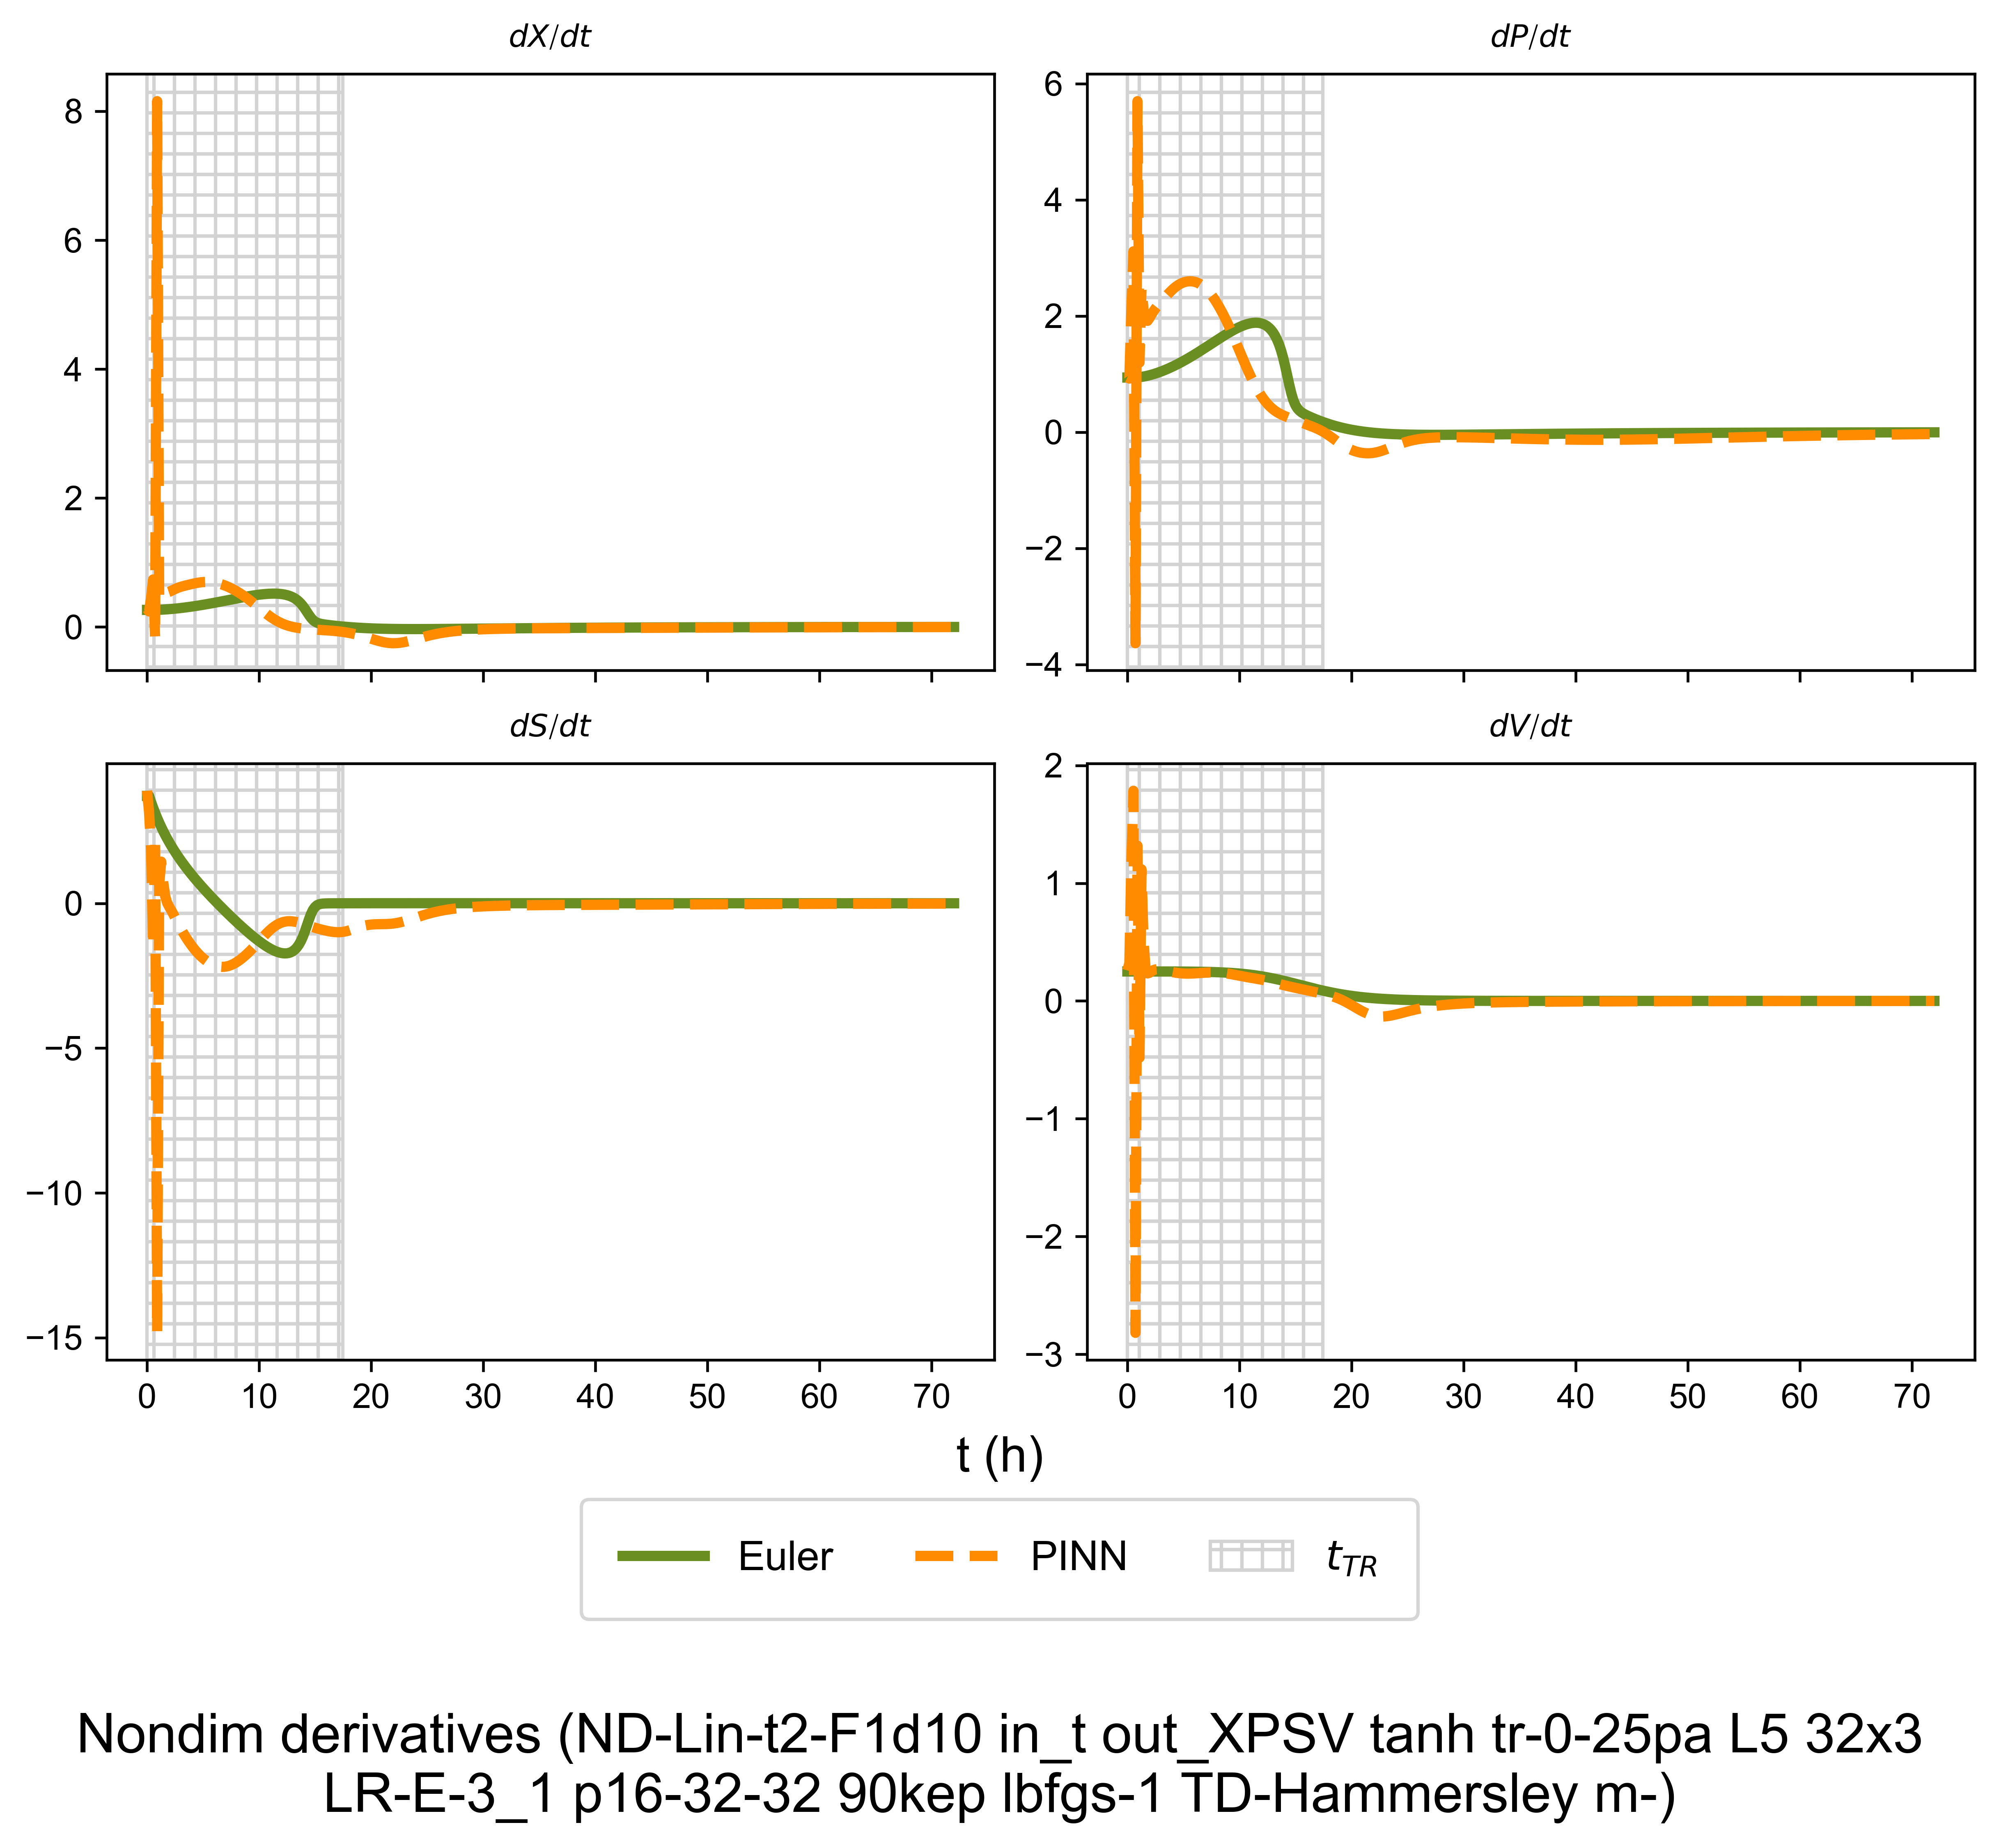 dX/dt
dP/dt
8
6
4
2
0
6
4
2
0
−2
−4
dS/dt
dV/dt
0
−5
−10
−15
0 10 20 30 40 50 60 70
2
1
0
−1
−2
−3
0 10 20 30 40 50 60 70
t (h)
Euler PINN t_TR
Nondim derivatives (ND-Lin-t2-F1d10 in_t out_XPSV tanh tr-0-25pa L5 32x3
LR-E-3_1 p16-32-32 90kep lbfgs-1 TD-Hammersley m-)